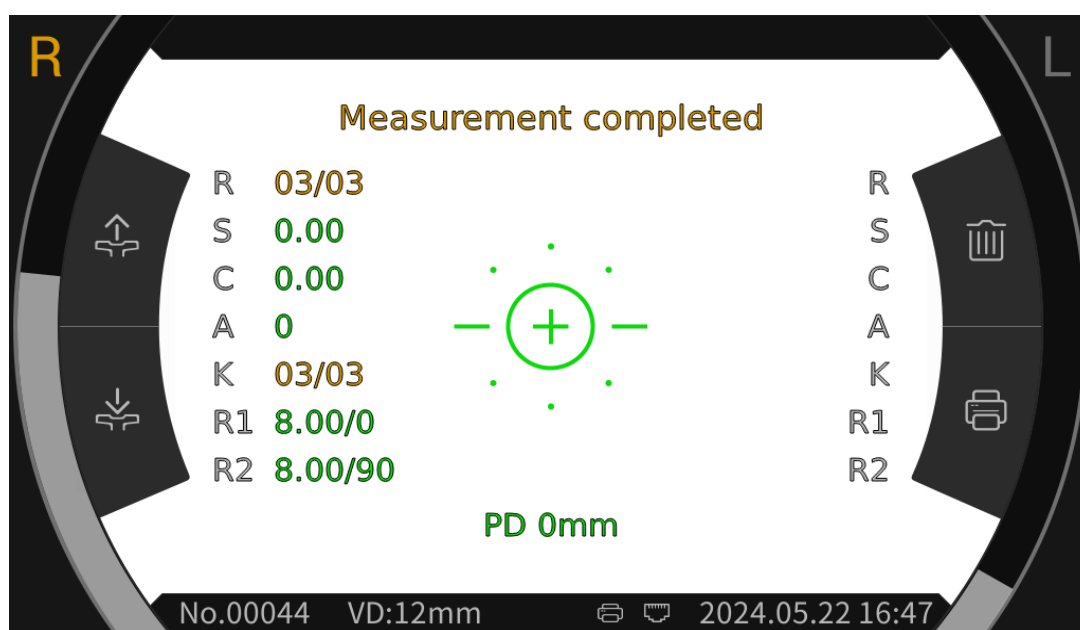 R L
Measurement completed
R 03/03 R
S 0.00 S
C 0.00 C
A 0 A
K 03/03 K
R1 8.00/0 R1
R2 8.00/90 R2
PD 0mm
No.00044 VD:12mm 2024.05.22 16:47